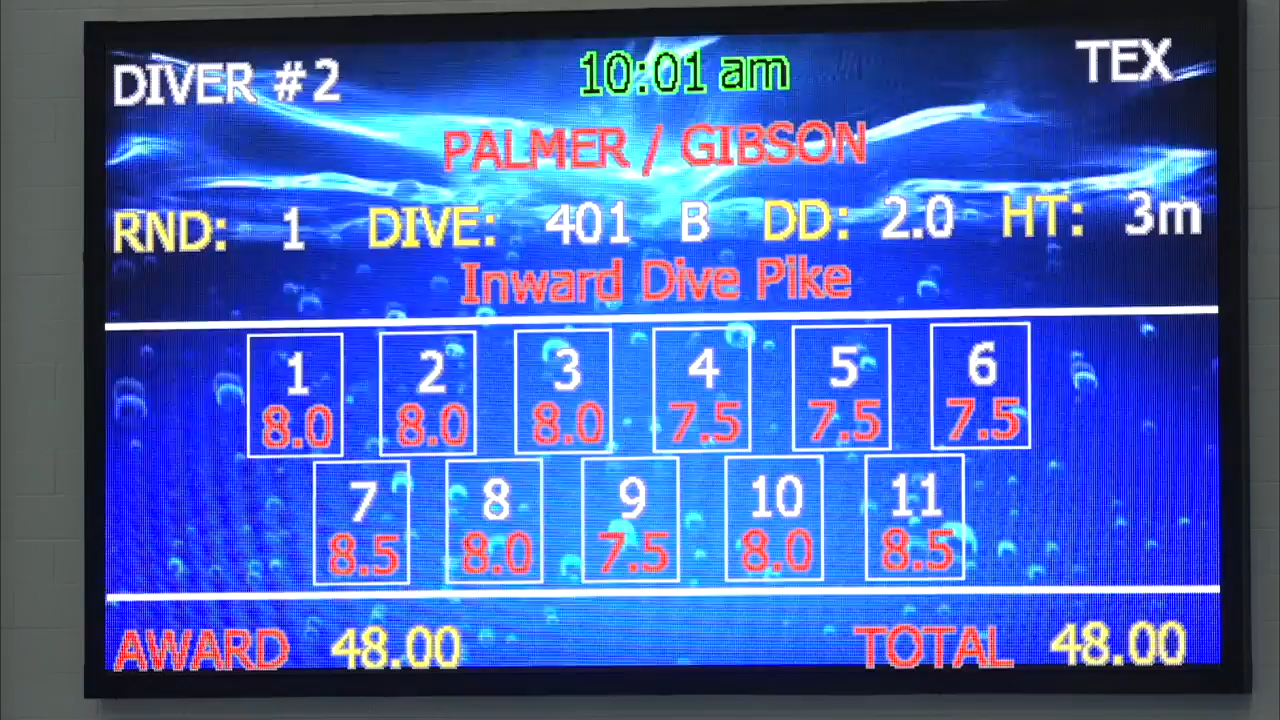 DIVER #2 10:01 am TEX
PALMER / GIBSON
RND: 1 DIVE: 401 B DD: 2.0 HT: 3m
Inward Dive Pike
1 2 3 4 5 6
8.0 8.0 8.0 7.5 7.5 7.5
7 8 9 10 11
8.5 8.0 7.5 8.0 8.5
AWARD 48.00 TOTAL 48.00